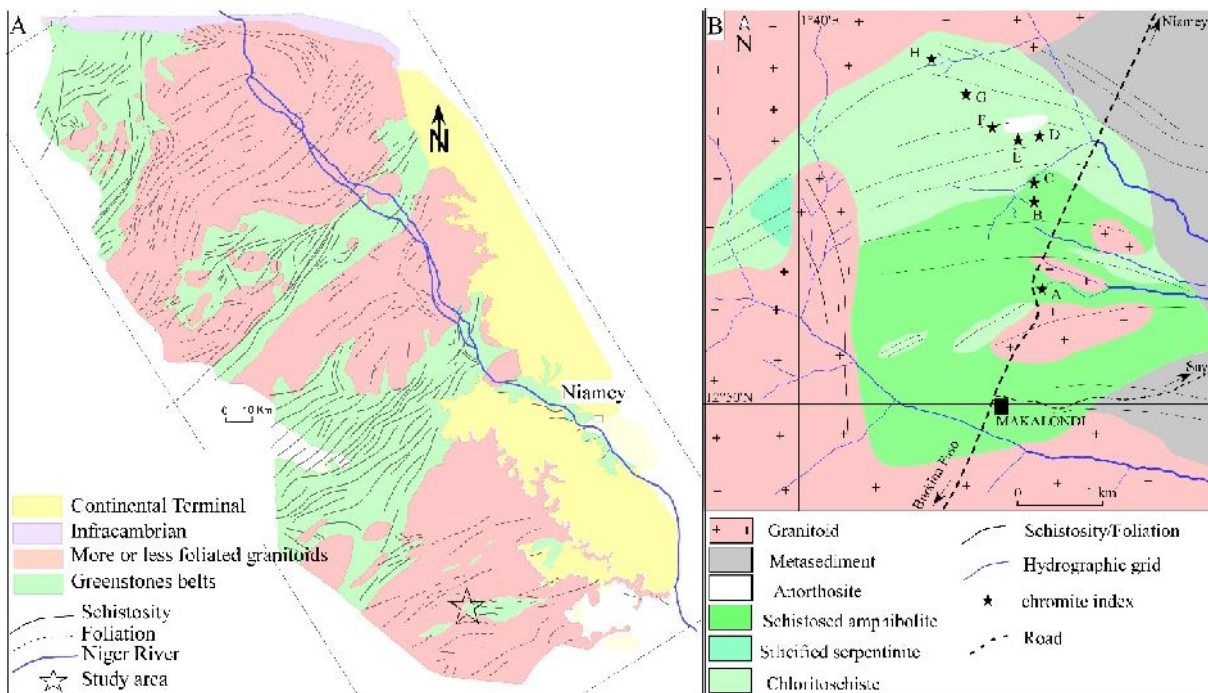 A
N
Niamey
0 10 Km
Continental Terminal
Infracambrian
More or less foliated granitoids
Greenstones belts
Schistosity
Foliation
Niger River
Study area
B
1°40'
A
N
Niamey
H
G
F
E
D
C
B
A
12°50'N
Say
MAKALONDI
Burkina Faso
0 1 km
Granitoid
Metasediment
Anorthosite
Schistosed amphibolite
Silicified serpentinite
Chloritoschiste
Schistosity/Foliation
Hydrographic grid
chromite index
Road